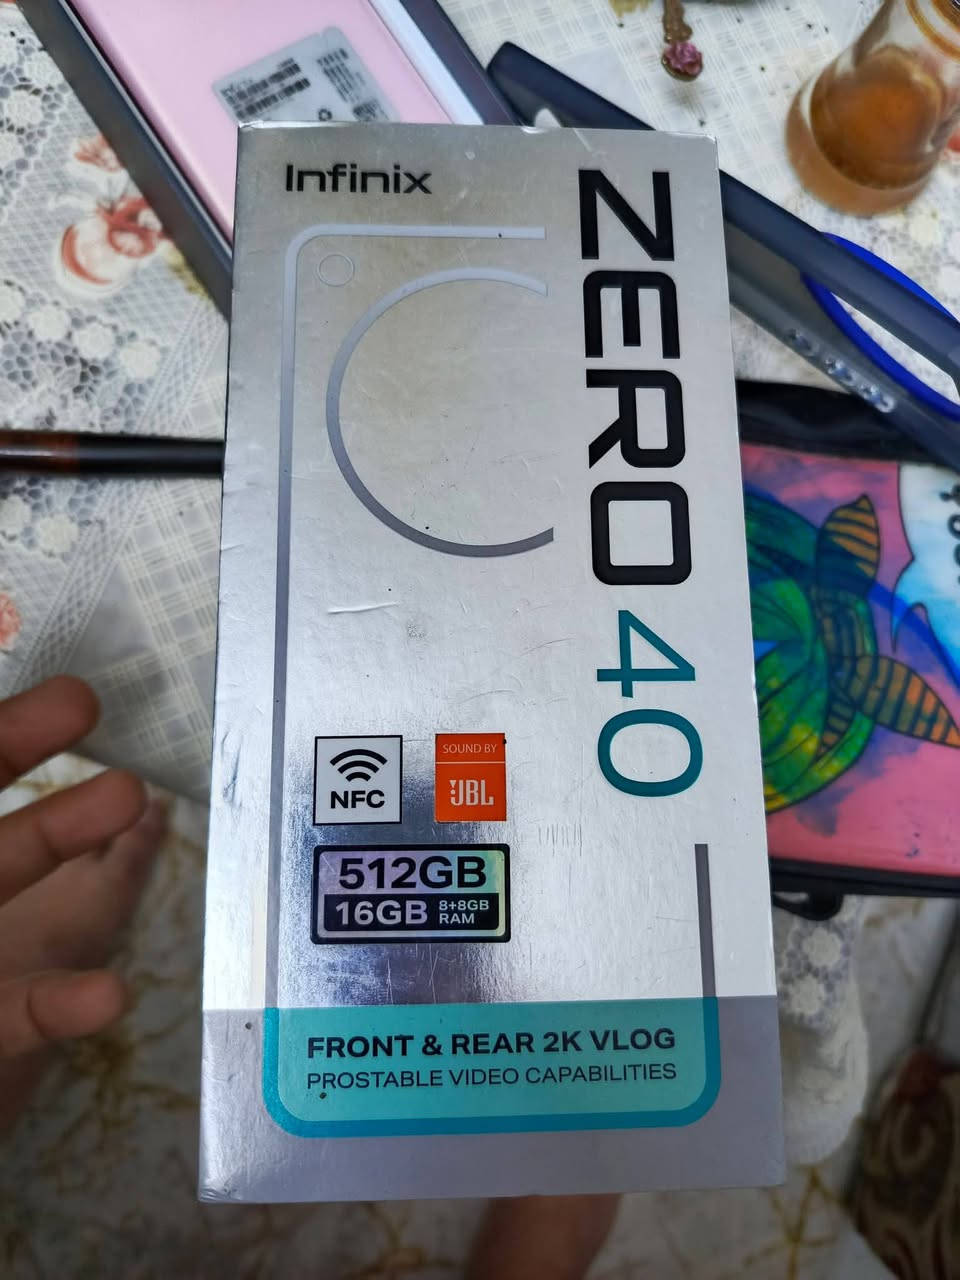 Infinix
ZERO 40
NFC
SOUND BY
JBL
512GB
16GB 8+8GB RAM
FRONT & REAR 2K VLOG
PROSTABLE VIDEO CAPABILITIES